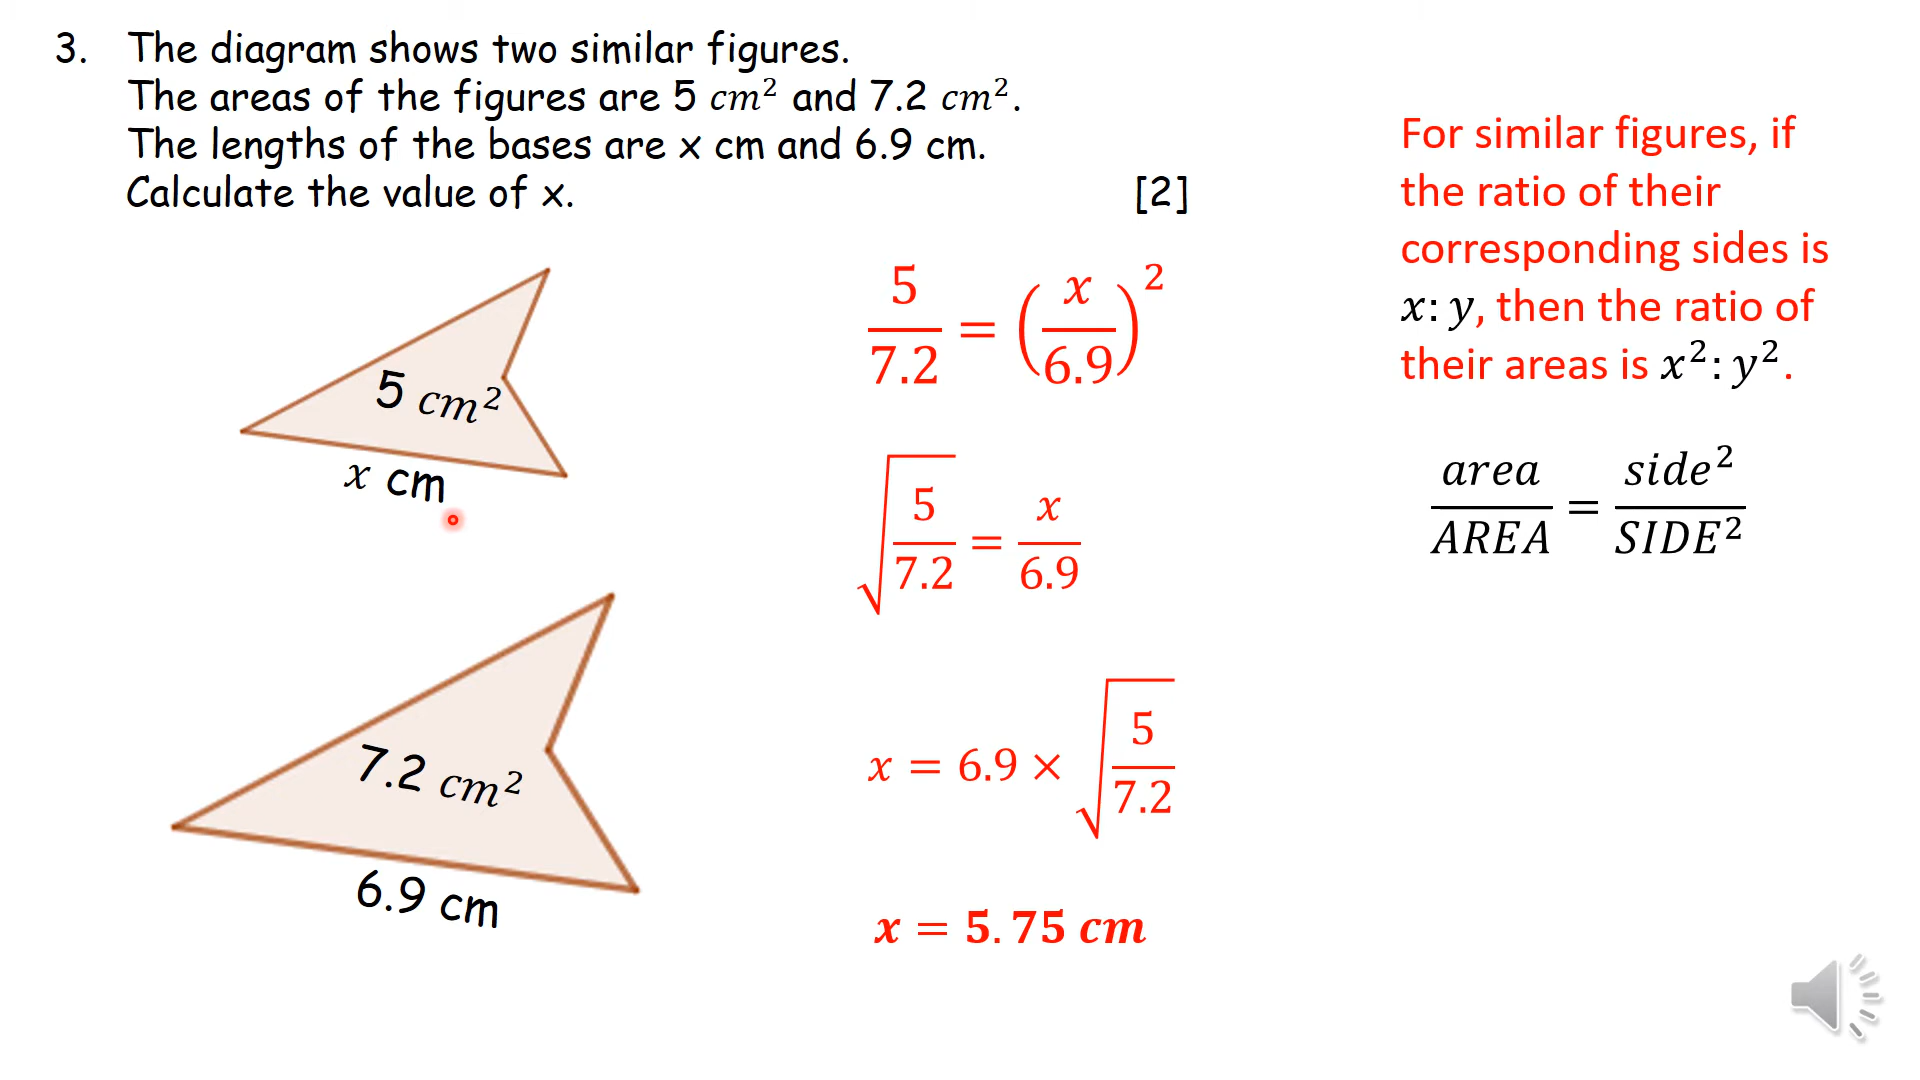 3. The diagram shows two similar figures.
The areas of the figures are 5 cm² and 7.2 cm².
The lengths of the bases are x cm and 6.9 cm.
Calculate the value of x. [2]
5 cm²
x cm
7.2 cm²
6.9 cm
5/7.2 = (x/6.9)²
√(5/7.2) = x/6.9
x = 6.9 × √(5/7.2)
x = 5.75 cm
For similar figures, if
the ratio of their
corresponding sides is
x: y, then the ratio of
their areas is x²: y².
area/AREA = side²/SIDE²